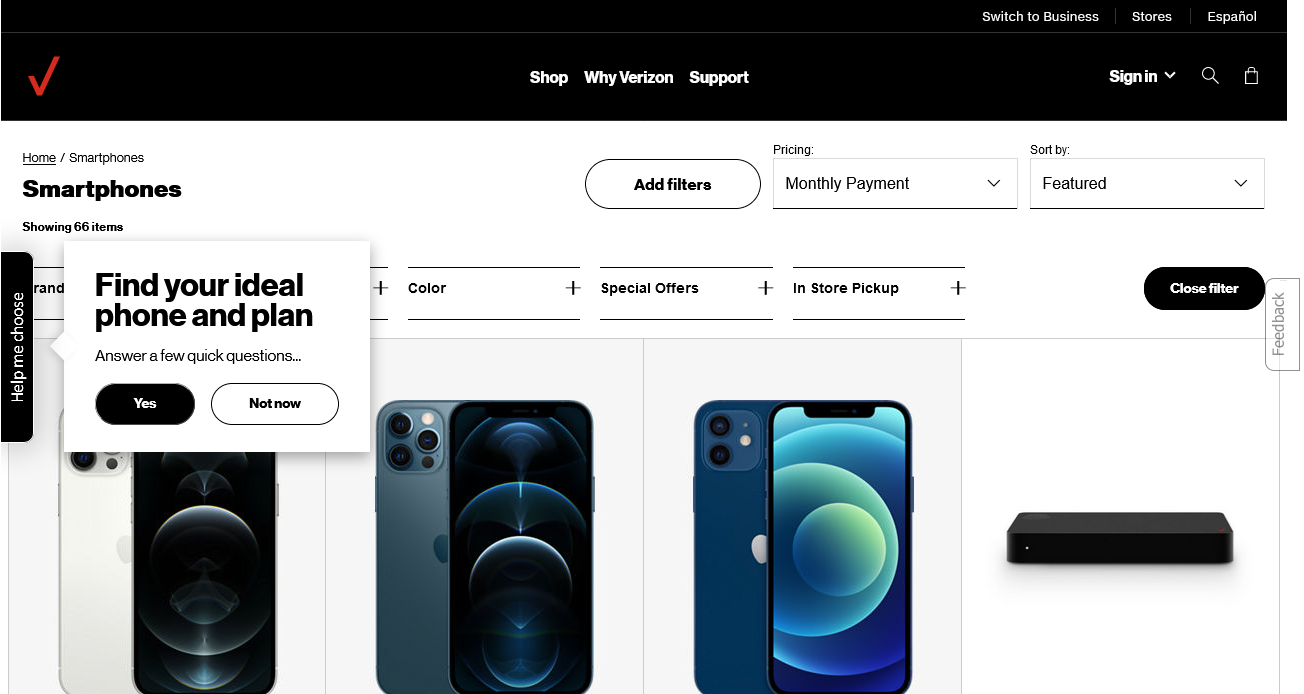 Switch to Business
Stores
Español
Shop
Why Verizon
Support
Sign in
Home / Smartphones
Smartphones
Showing 66 items
Add filters
Pricing:
Monthly Payment
Sort by:
Featured
Color
Special Offers
In Store Pickup
Close filter
Help me choose
Find your ideal
phone and plan
Answer a few quick questions...
Yes
Not now
Feedback